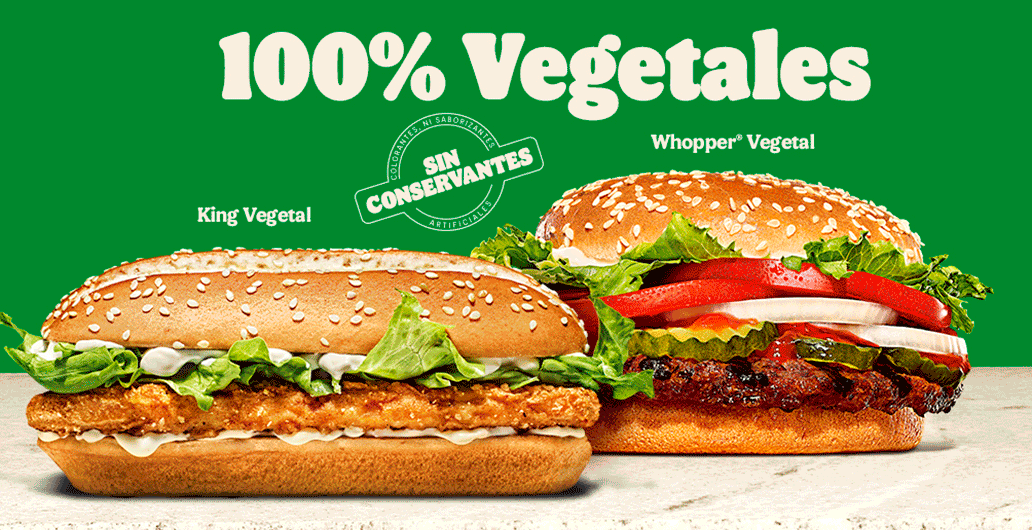 100% Vegetales
COLORANTES, NI SABORIZANTES
SIN
CONSERVANTES
ARTIFICIALES
Whopper® Vegetal
King Vegetal